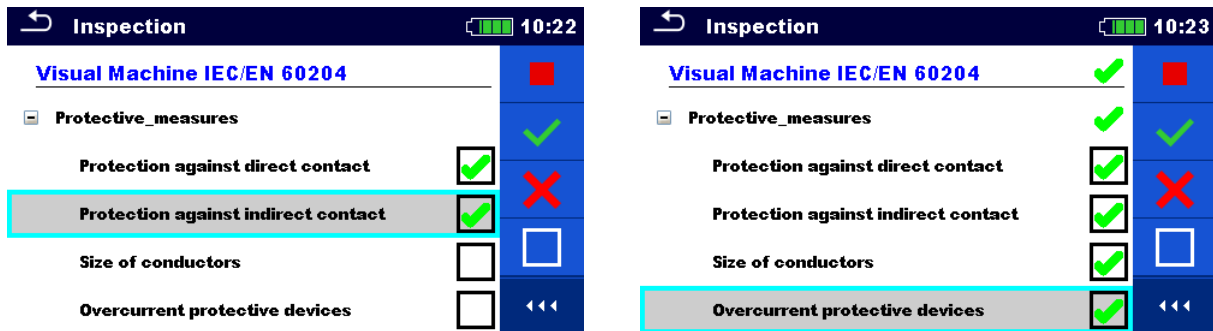 Inspection 10:22
Visual Machine IEC/EN 60204
Protective_measures
Protection against direct contact
Protection against indirect contact
Size of conductors
Overcurrent protective devices
Inspection 10:23
Visual Machine IEC/EN 60204
Protective_measures
Protection against direct contact
Protection against indirect contact
Size of conductors
Overcurrent protective devices